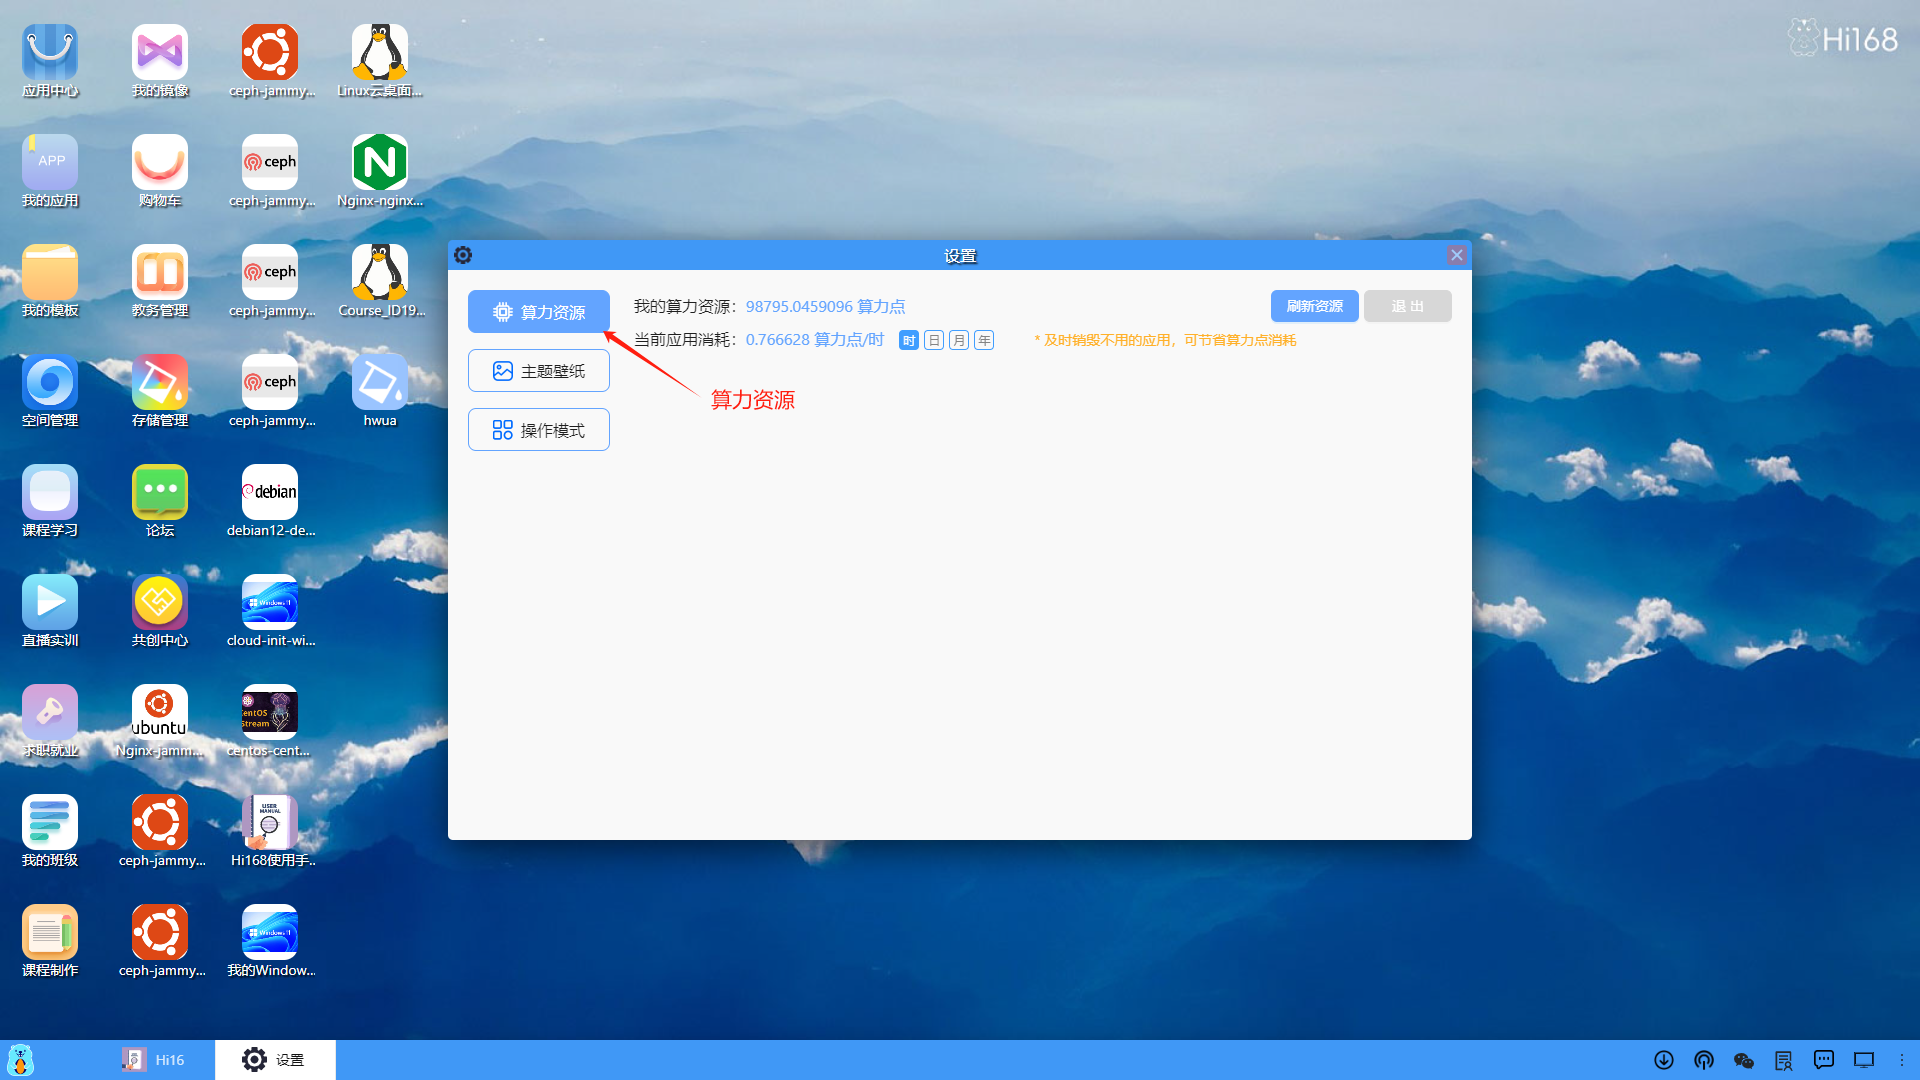 Hi168
应用中心
我的镜像
ceph-jammy...
Linux云桌面...
APP
我的应用
购物车
ceph
ceph-jammy...
Nginx-nginx...
我的模板
教务管理
ceph
ceph-jammy...
Course_ID19...
空间管理
存储管理
ceph
ceph-jammy...
hwua
课程学习
论坛
debian
debian12-de...
直播实训
共创中心
Windows 11
cloud-init-wi...
求职就业
ubuntu
Nginx-jamm...
CentOS
Stream
centos-cent...
我的班级
ceph-jammy...
USER
MANUAL
Hi168使用手..
课程制作
ceph-jammy...
Windows 11
我的Window...
设置
算力资源
主题壁纸
操作模式
我的算力资源：98795.0459096 算力点
刷新资源
退 出
当前应用消耗：0.766628 算力点/时
时
日
月
年
* 及时销毁不用的应用，可节省算力点消耗
算力资源
Hi16
设置